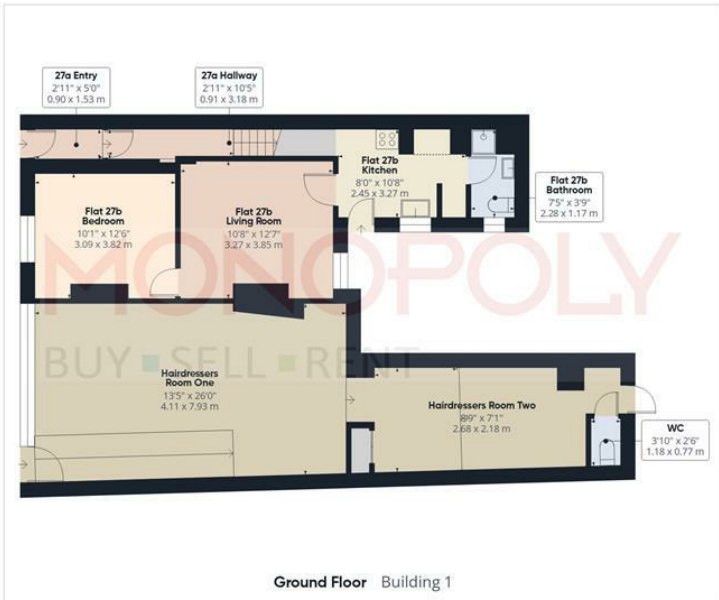 27a Entry
2'11" x 5'0"
0.90 x 1.53 m
27a Hallway
2'11" x 10'5"
0.91 x 3.18 m
Flat 27b
Kitchen
8'0" x 10'8"
2.45 x 3.27 m
Flat 27b
Bathroom
7'5" x 3'9"
2.28 x 1.17 m
Flat 27b
Bedroom
10'1" x 12'6"
3.09 x 3.82 m
Flat 27b
Living Room
10'8" x 12'7"
3.27 x 3.85 m
MONOPOLY
BUY SELL RENT
Hairdressers
Room One
13'5" x 26'0"
4.11 x 7.93 m
Hairdressers Room Two
8'9" x 7'1"
2.68 x 2.18 m
WC
3'10" x 2'6"
1.18 x 0.77 m
Ground Floor Building 1